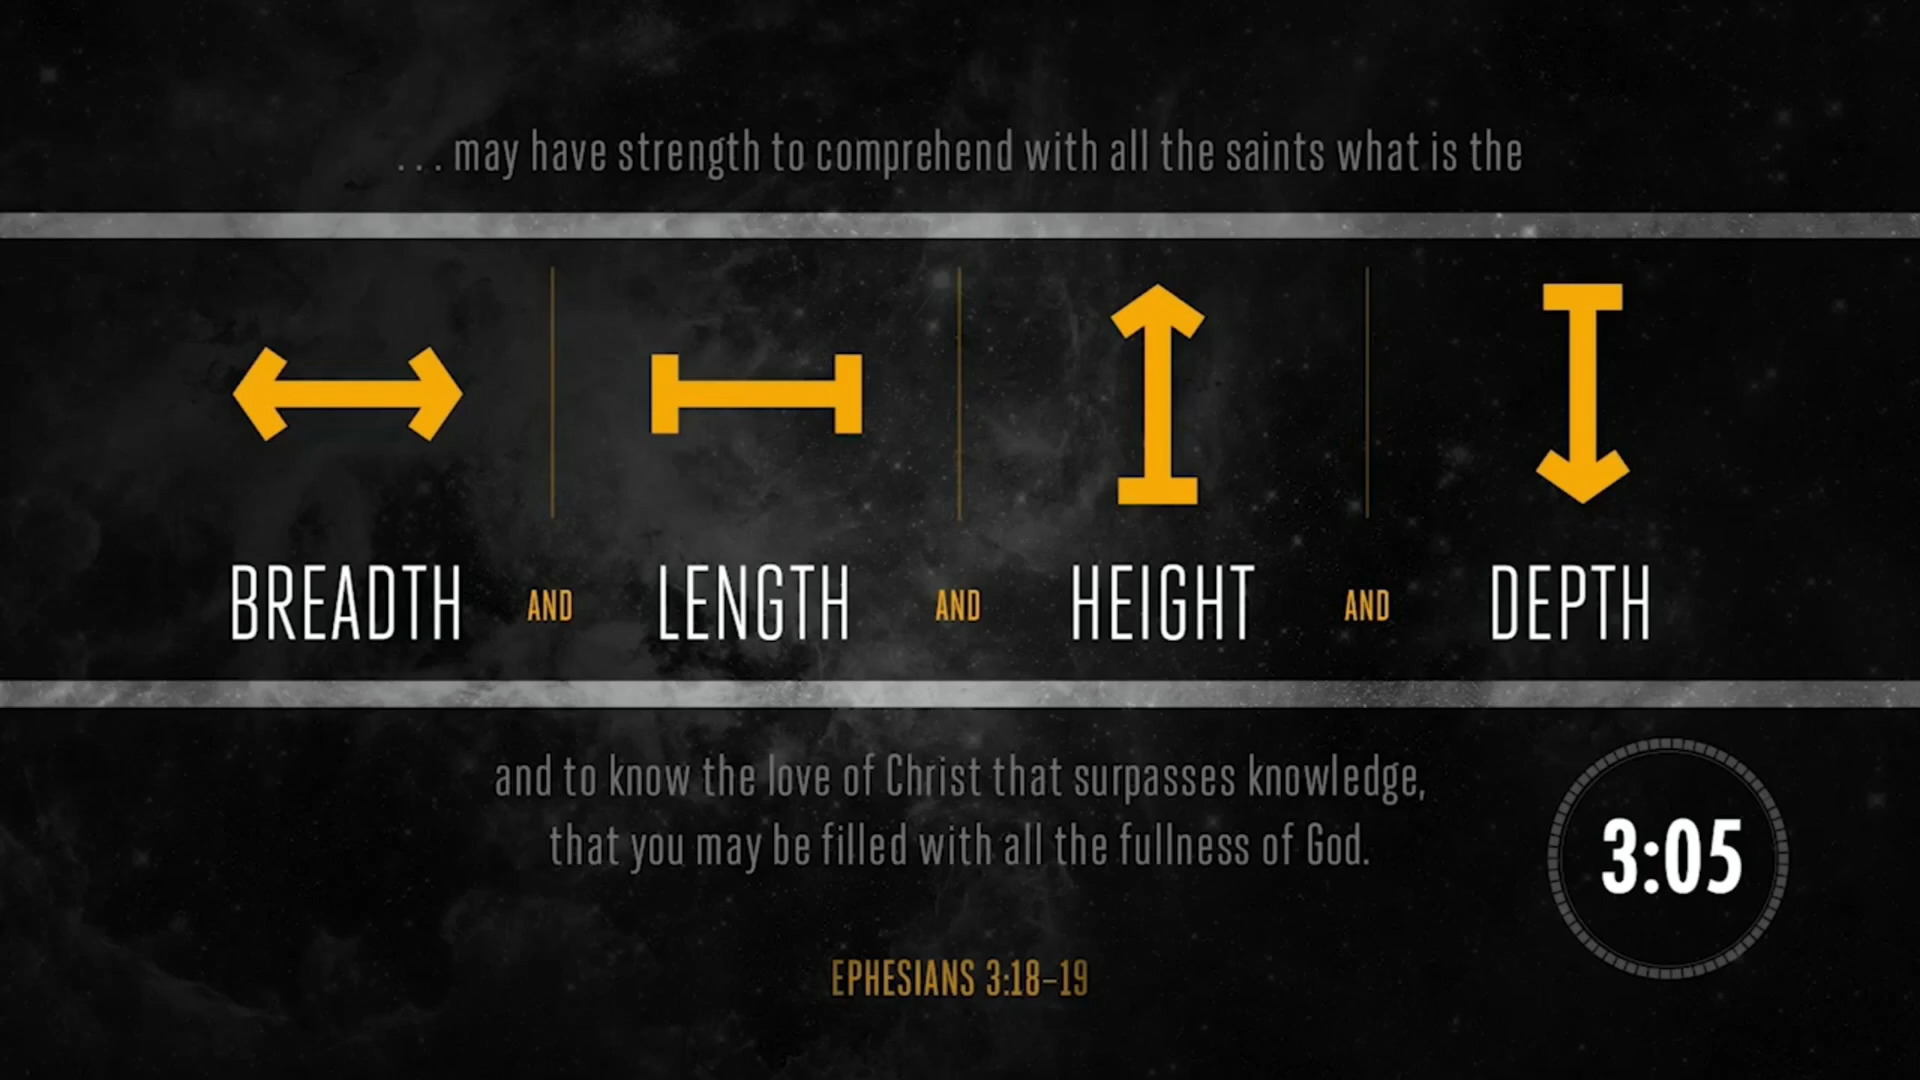 ... may have strength to comprehend with all the saints what is the
BREADTH AND LENGTH AND HEIGHT AND DEPTH
and to know the love of Christ that surpasses knowledge,
that you may be filled with all the fullness of God.
3:05
EPHESIANS 3:18–19